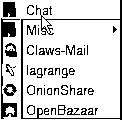 Chat
Misc
Claws-Mail
lagrange
OnionShare
OpenBazaar